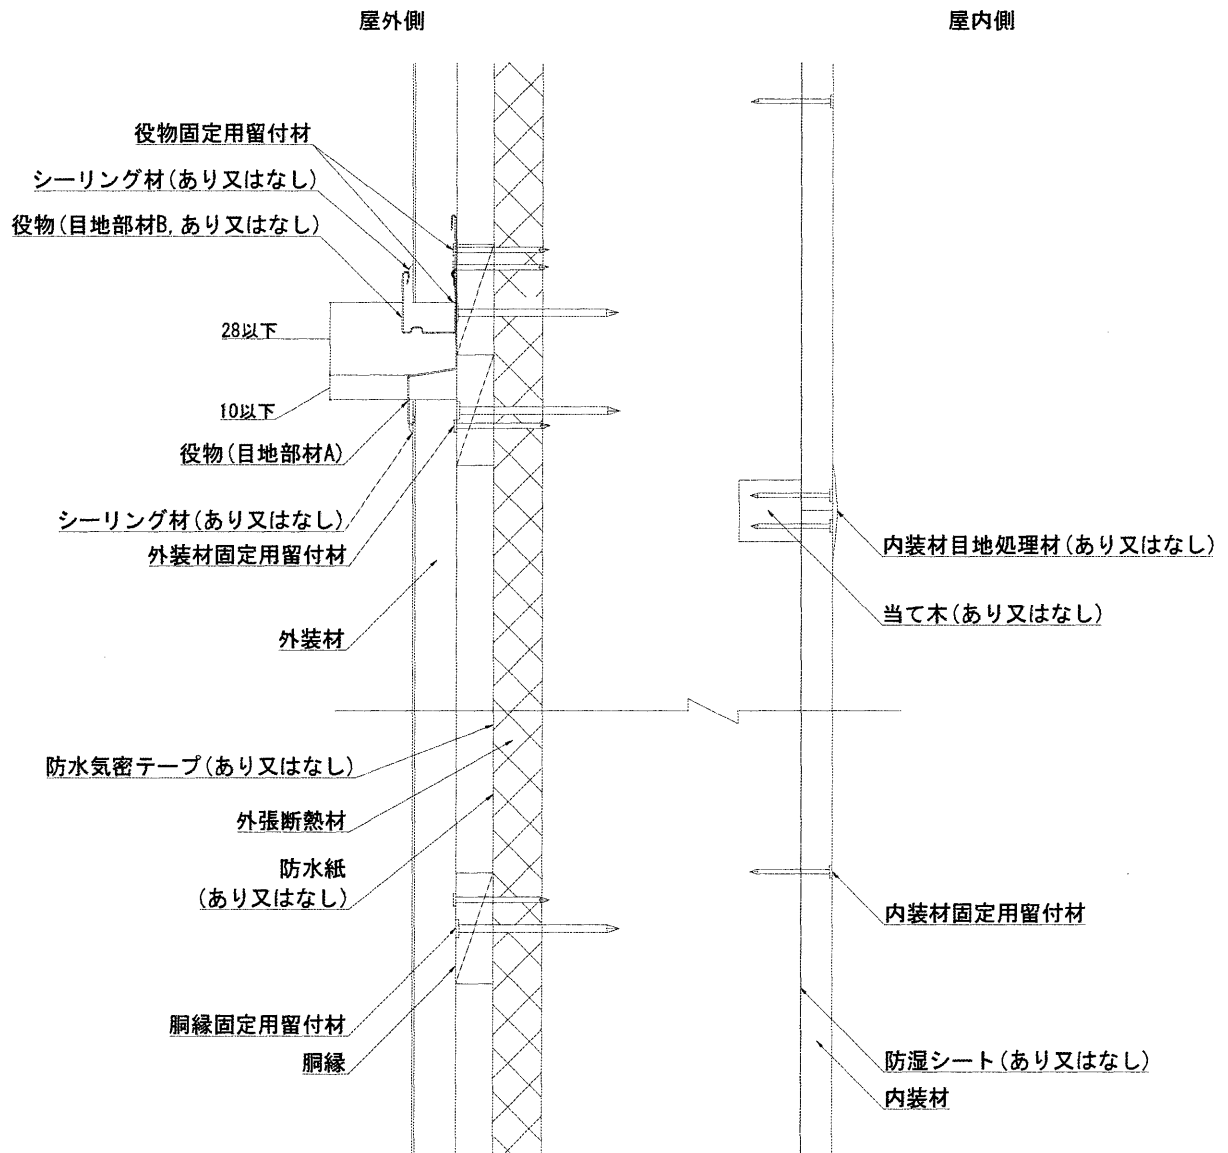 屋外側
屋内側
役物固定用留付材
シーリング材(あり又はなし)
役物(目地部材B, あり又はなし)
28以下
10以下
役物(目地部材A)
シーリング材(あり又はなし)
外装材固定用留付材
外装材
防水気密テープ(あり又はなし)
外張断熱材
防水紙
(あり又はなし)
胴縁固定用留付材
胴縁
内装材目地処理材(あり又はなし)
当て木(あり又はなし)
内装材固定用留付材
防湿シート(あり又はなし)
内装材